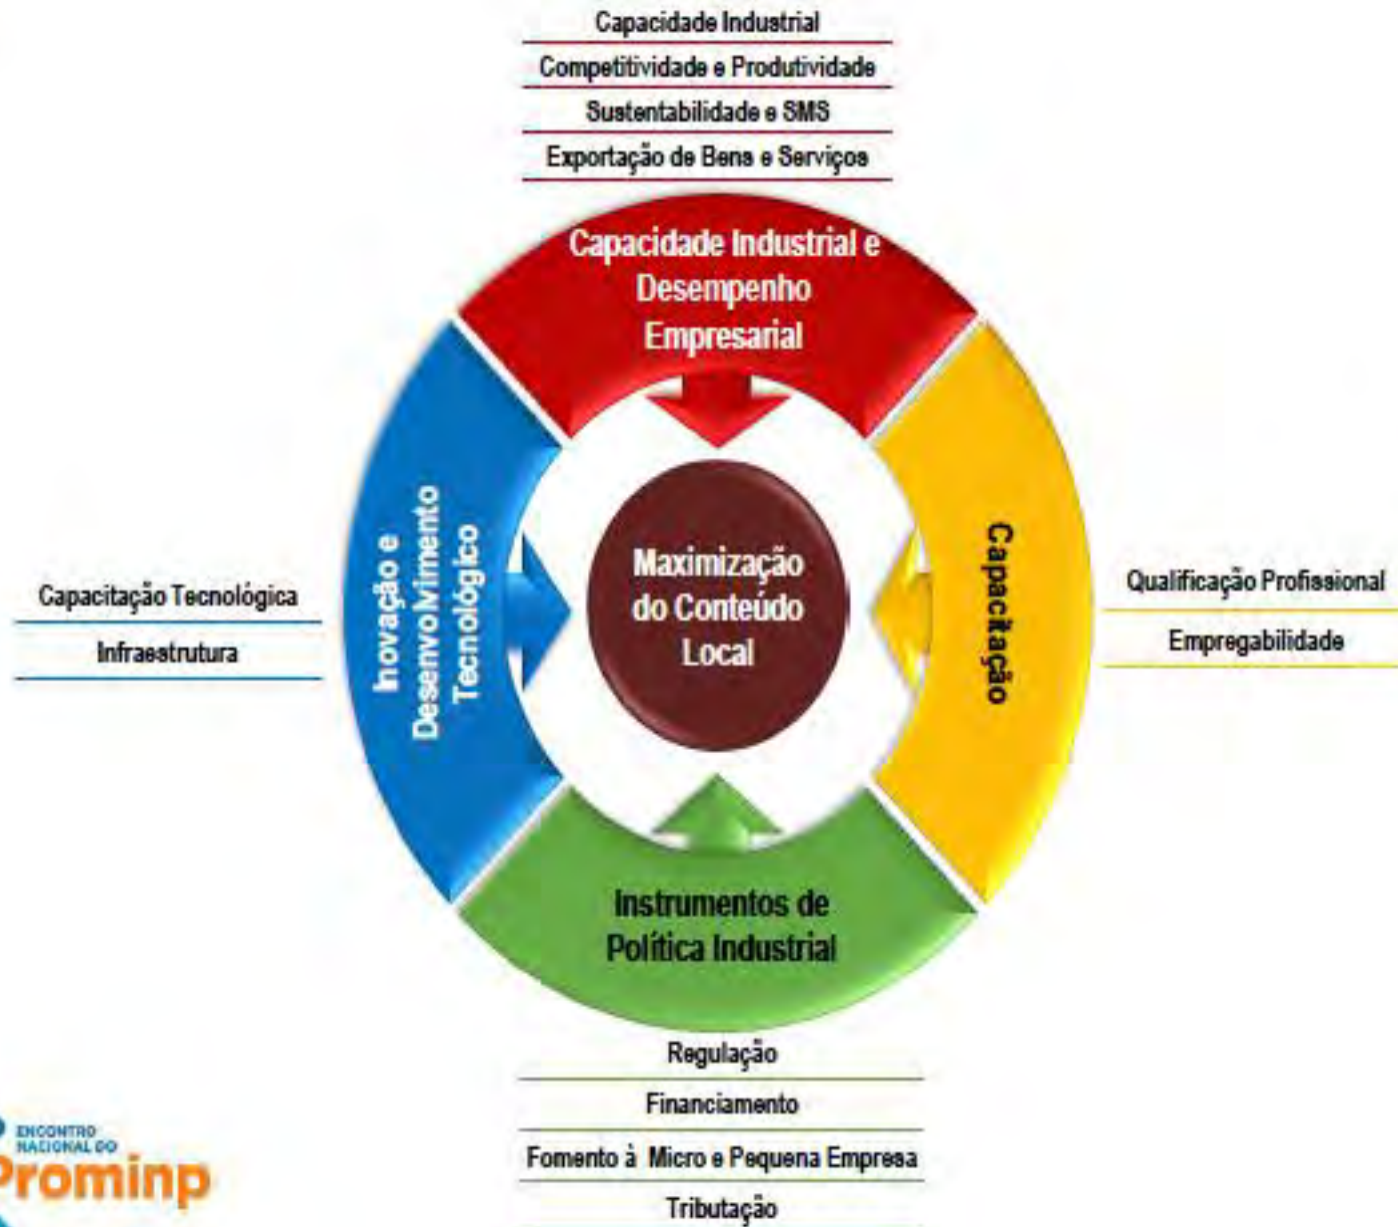 Capacidade Industrial
Competitividade e Produtividade
Sustentabilidade e SMS
Exportação de Bens e Serviços
Capacidade Industrial e
Desempenho
Empresarial
Inovação e
Desenvolvimento
Tecnológico
Capacitação Tecnológica
Infraestrutura
Maximização
do Conteúdo
Local
Capacitação
Qualificação Profissional
Empregabilidade
Instrumentos de
Política Industrial
Regulação
Financiamento
Fomento à Micro e Pequena Empresa
Tributação
ENCONTRO
NACIONAL DO
Prominp